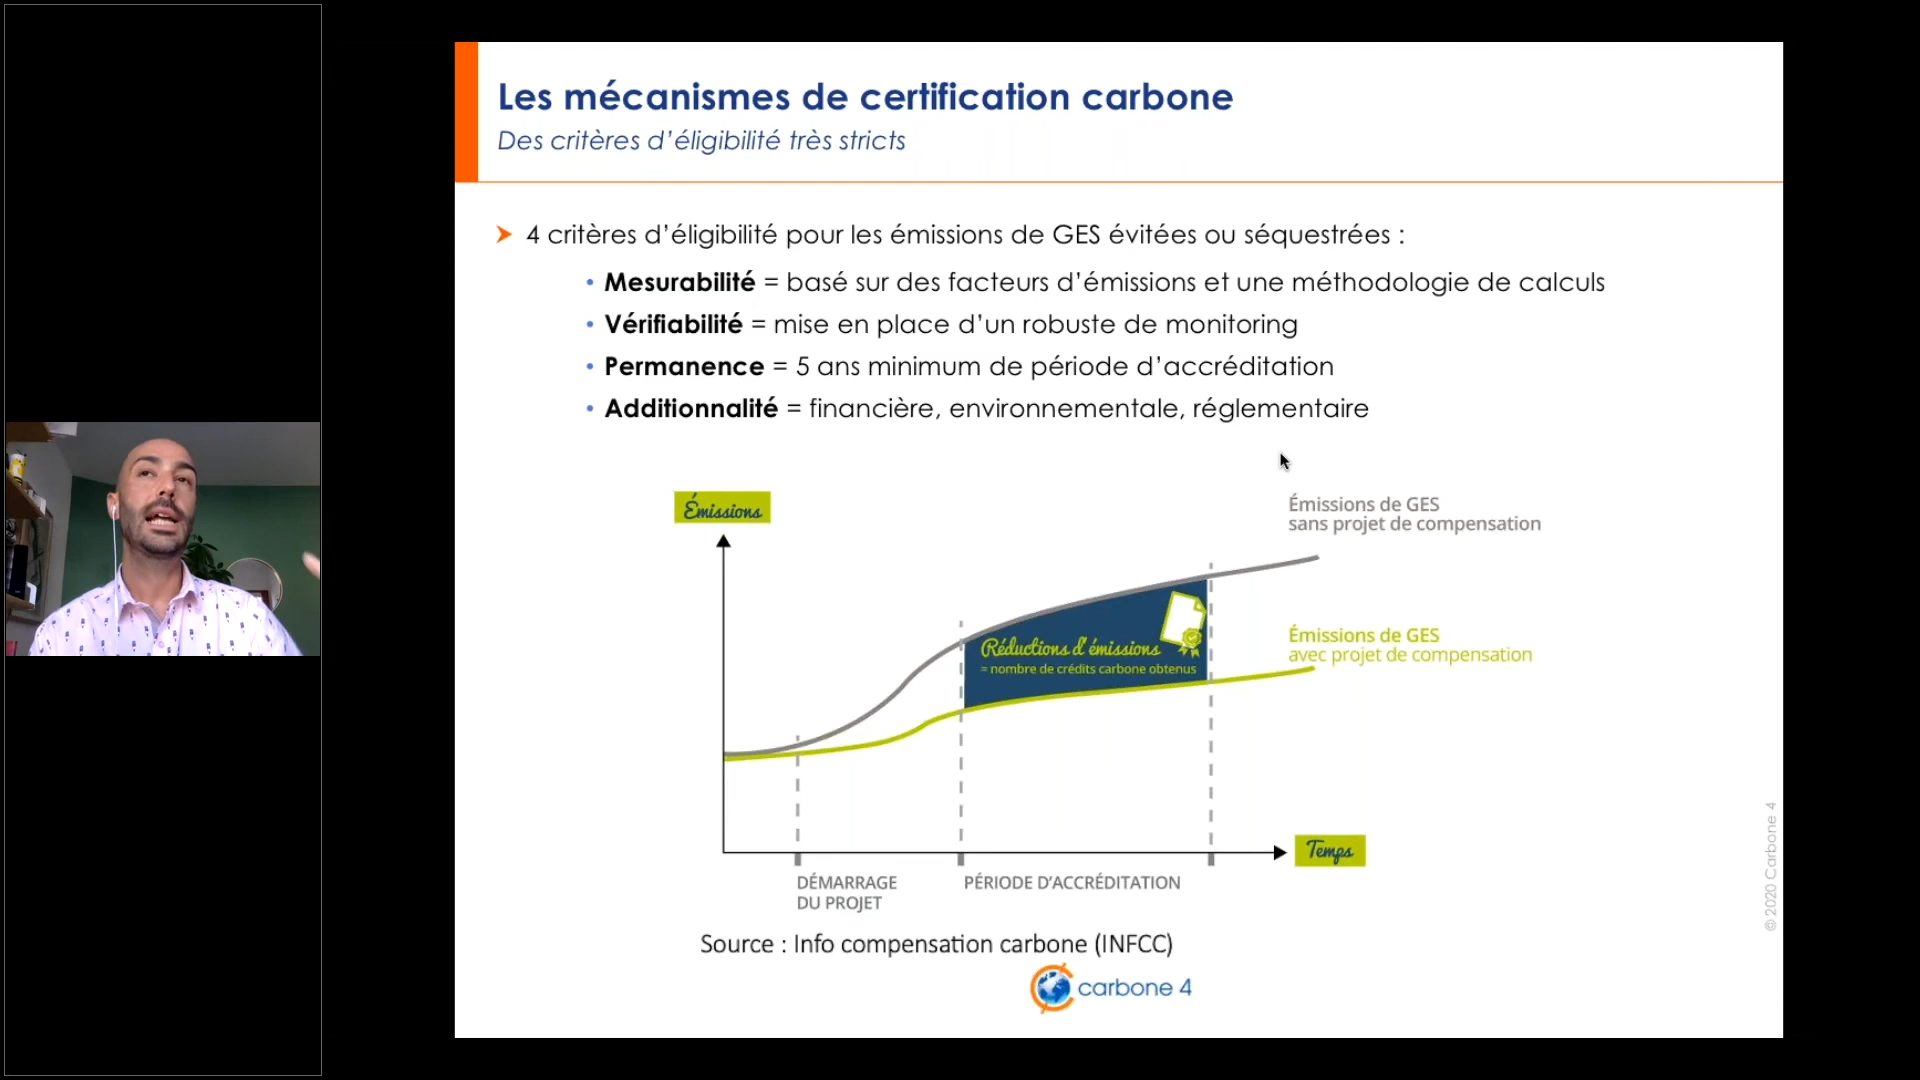 Les mécanismes de certification carbone
Des critères d’éligibilité très stricts
4 critères d’éligibilité pour les émissions de GES évitées ou séquestrées :
• Mesurabilité = basé sur des facteurs d’émissions et une méthodologie de calculs
• Vérifiabilité = mise en place d’un robuste de monitoring
• Permanence = 5 ans minimum de période d’accréditation
• Additionnalité = financière, environnementale, réglementaire
Émissions
Émissions de GES
sans projet de compensation
Réductions d’émissions
= nombre de crédits carbone obtenus
Émissions de GES
avec projet de compensation
Temps
DÉMARRAGE
DU PROJET
PÉRIODE D’ACCRÉDITATION
Source : Info compensation carbone (INFCC)
carbone 4
© 2020 Carbone 4